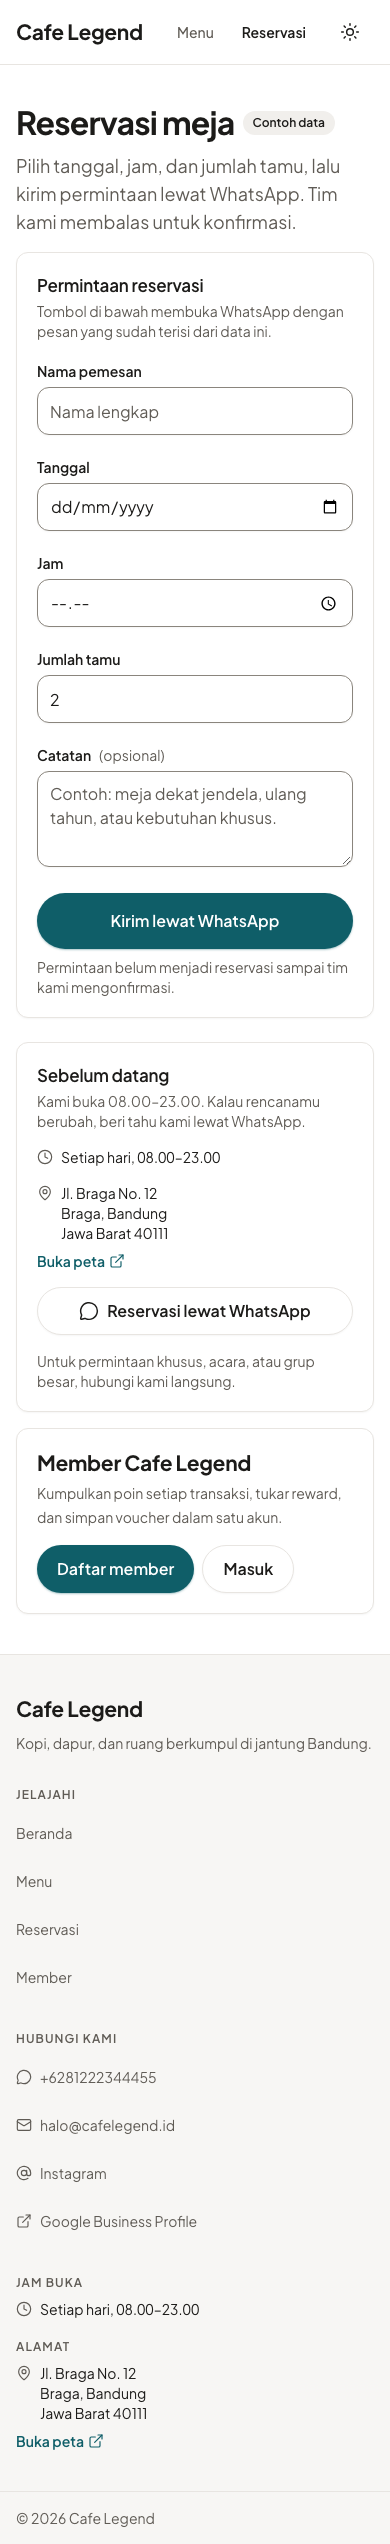 Cafe Legend Menu Reservasi
Reservasi meja Contoh data
Pilih tanggal, jam, dan jumlah tamu, lalu
kirim permintaan lewat WhatsApp. Tim
kami membalas untuk konfirmasi.
Permintaan reservasi
Tombol di bawah membuka WhatsApp dengan
pesan yang sudah terisi dari data ini.
Nama pemesan
Nama lengkap
Tanggal
dd/mm/yyyy
Jam
--.--
Jumlah tamu
2
Catatan (opsional)
Contoh: meja dekat jendela, ulang
tahun, atau kebutuhan khusus.
Kirim lewat WhatsApp
Permintaan belum menjadi reservasi sampai tim
kami mengonfirmasi.
Sebelum datang
Kami buka 08.00–23.00. Kalau rencanamu
berubah, beri tahu kami lewat WhatsApp.
Setiap hari, 08.00–23.00
Jl. Braga No. 12
Braga, Bandung
Jawa Barat 40111
Buka peta
Reservasi lewat WhatsApp
Untuk permintaan khusus, acara, atau grup
besar, hubungi kami langsung.
Member Cafe Legend
Kumpulkan poin setiap transaksi, tukar reward,
dan simpan voucher dalam satu akun.
Daftar member Masuk
Cafe Legend
Kopi, dapur, dan ruang berkumpul di jantung Bandung.
JELAJAHI
Beranda
Menu
Reservasi
Member
HUBUNGI KAMI
+6281222344455
halo@cafelegend.id
Instagram
Google Business Profile
JAM BUKA
Setiap hari, 08.00–23.00
ALAMAT
Jl. Braga No. 12
Braga, Bandung
Jawa Barat 40111
Buka peta
© 2026 Cafe Legend